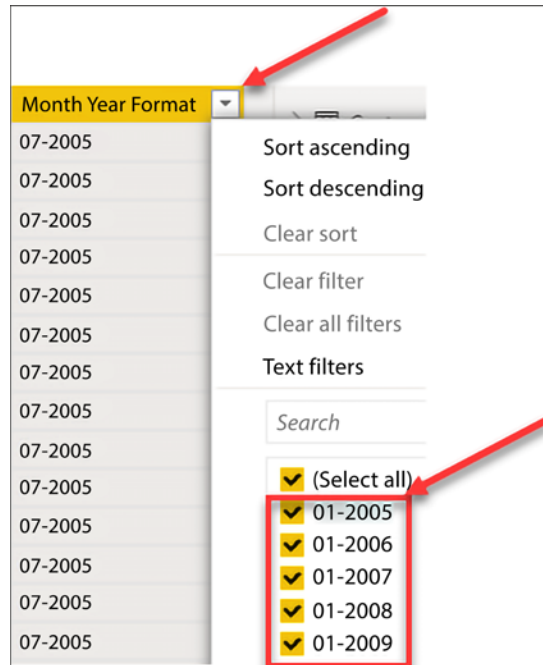 Month Year Format
07-2005
07-2005
07-2005
07-2005
07-2005
07-2005
07-2005
07-2005
07-2005
07-2005
07-2005
07-2005
07-2005
07-2005
Sort ascending
Sort descending
Clear sort
Clear filter
Clear all filters
Text filters
Search
(Select all)
01-2005
01-2006
01-2007
01-2008
01-2009